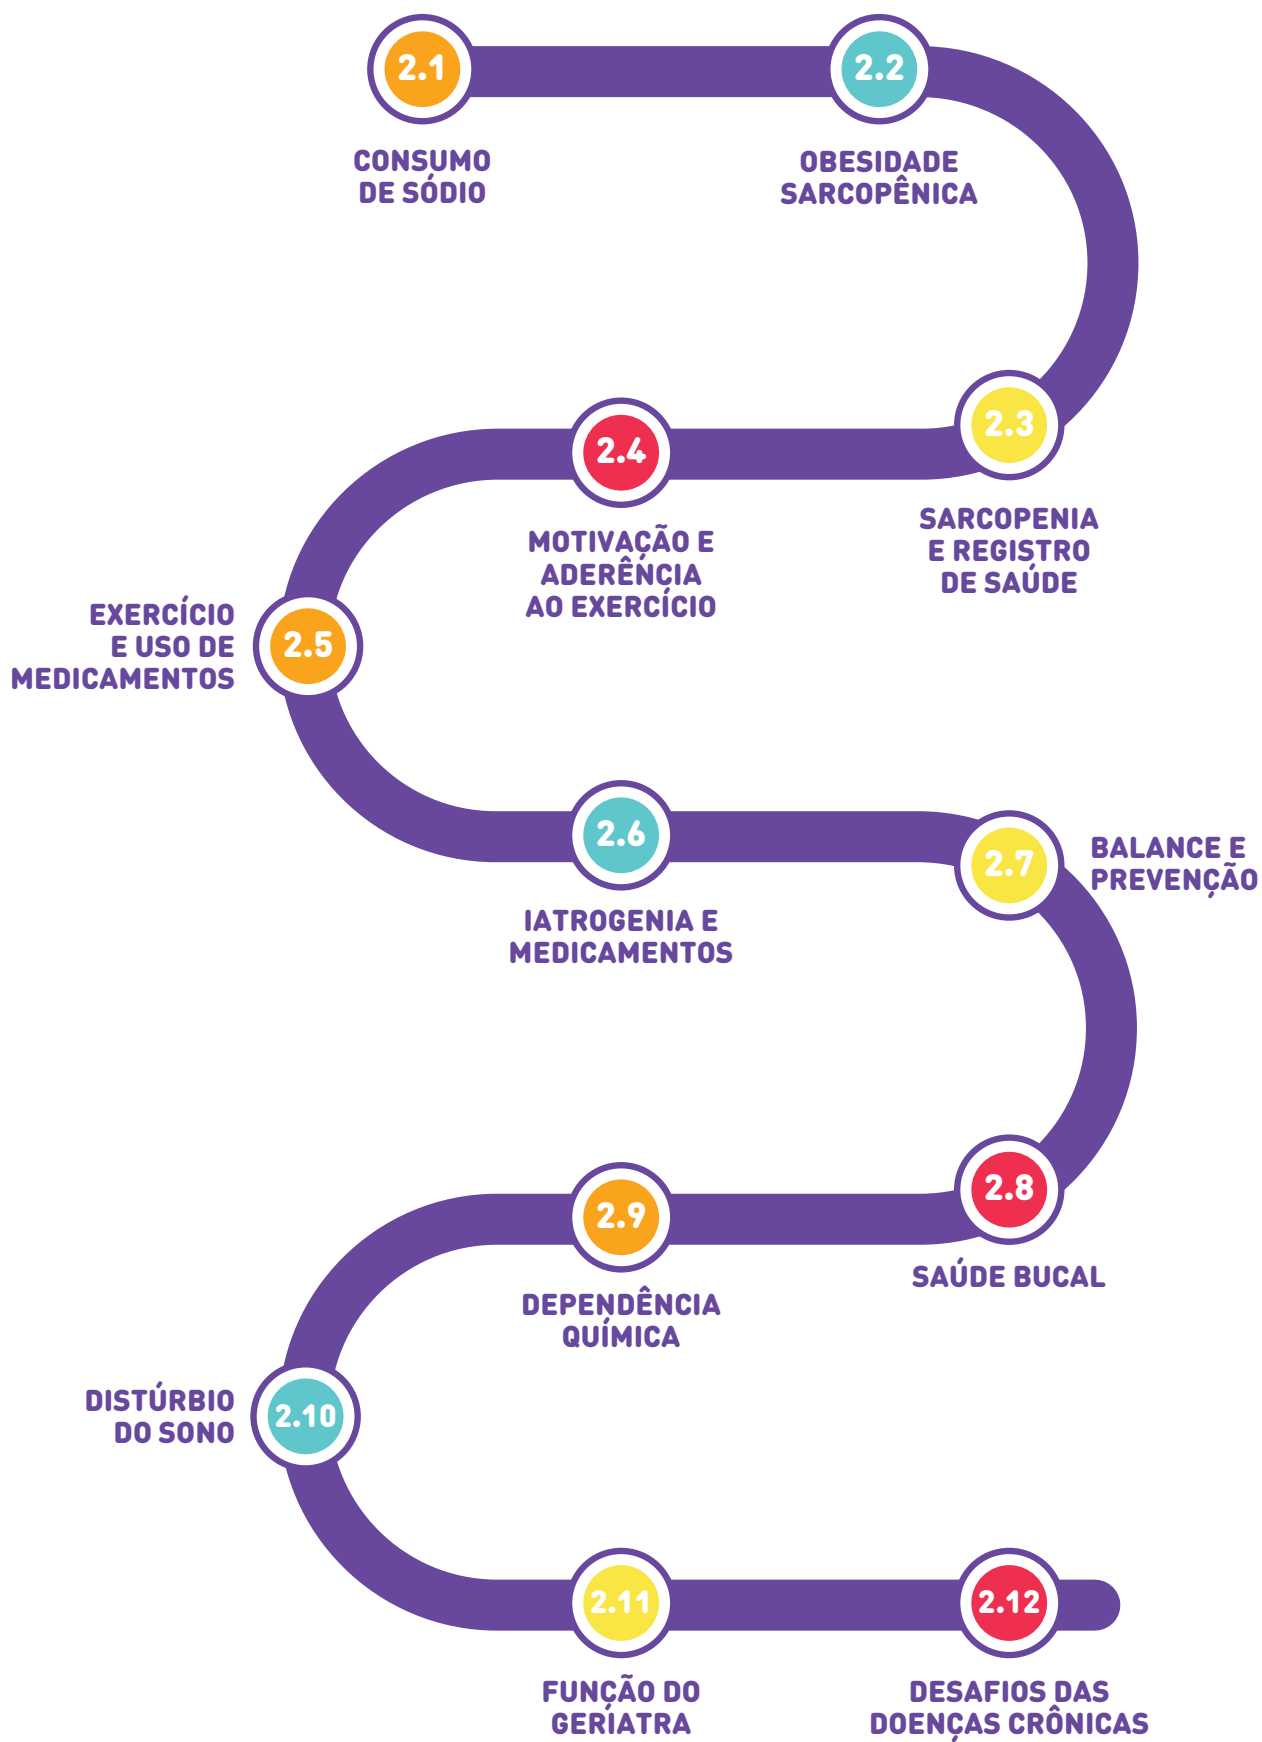 2.1
CONSUMO
DE SÓDIO
2.2
OBESIDADE
SARCOPÊNICA
2.3
SARCOPENIA
E REGISTRO
DE SAÚDE
2.4
MOTIVAÇÃO E
ADERÊNCIA
AO EXERCÍCIO
2.5
EXERCÍCIO
E USO DE
MEDICAMENTOS
2.6
IATROGENIA E
MEDICAMENTOS
2.7
BALANCE E
PREVENÇÃO
2.8
SAÚDE BUCAL
2.9
DEPENDÊNCIA
QUÍMICA
2.10
DISTÚRBIO
DO SONO
2.11
FUNÇÃO DO
GERIATRA
2.12
DESAFIOS DAS
DOENÇAS CRÔNICAS